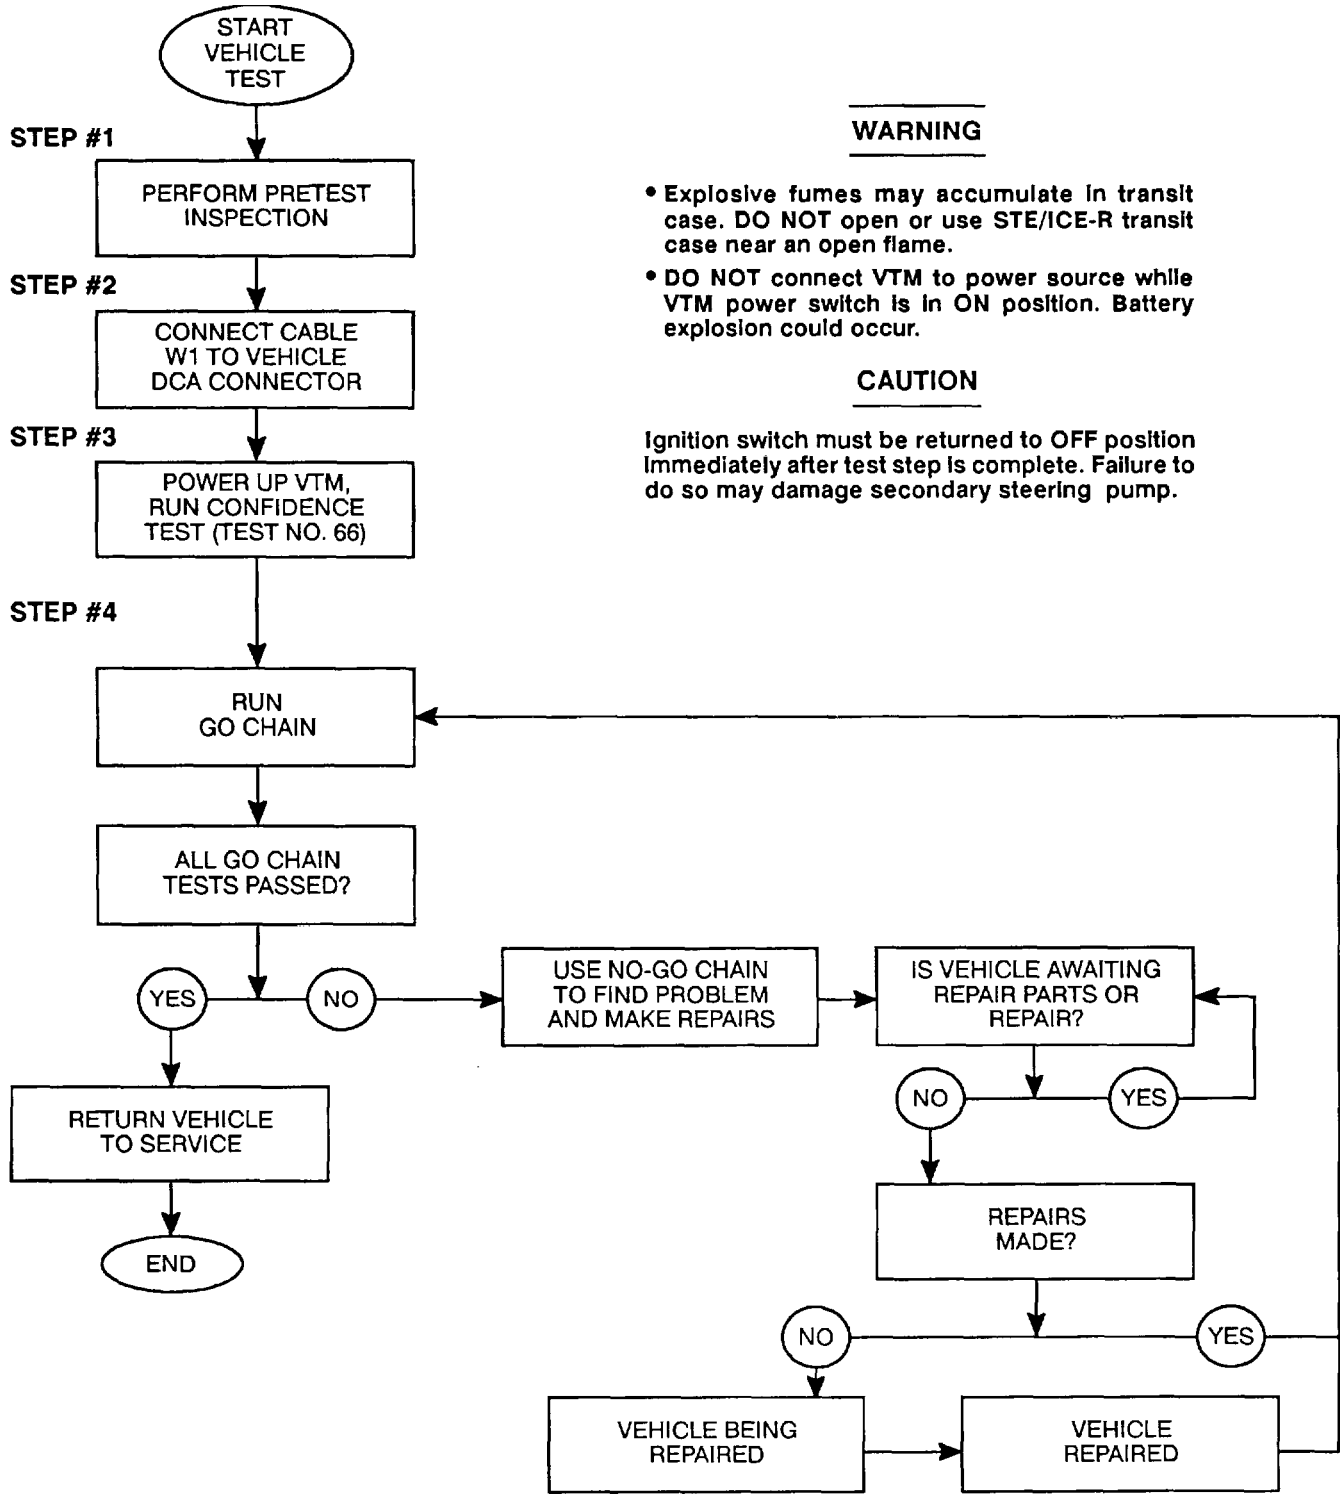 START
VEHICLE
TEST
STEP #1
PERFORM PRETEST
INSPECTION
STEP #2
CONNECT CABLE
W1 TO VEHICLE
DCA CONNECTOR
STEP #3
POWER UP VTM,
RUN CONFIDENCE
TEST (TEST NO. 66)
STEP #4
RUN
GO CHAIN
ALL GO CHAIN
TESTS PASSED?
YES
NO
RETURN VEHICLE
TO SERVICE
END
USE NO-GO CHAIN
TO FIND PROBLEM
AND MAKE REPAIRS
IS VEHICLE AWAITING
REPAIR PARTS OR
REPAIR?
NO
YES
REPAIRS
MADE?
NO
YES
VEHICLE BEING
REPAIRED
VEHICLE
REPAIRED
WARNING
• Explosive fumes may accumulate in transit
case. DO NOT open or use STE/ICE-R transit
case near an open flame.
• DO NOT connect VTM to power source while
VTM power switch is in ON position. Battery
explosion could occur.
CAUTION
Ignition switch must be returned to OFF position
immediately after test step is complete. Failure to
do so may damage secondary steering pump.